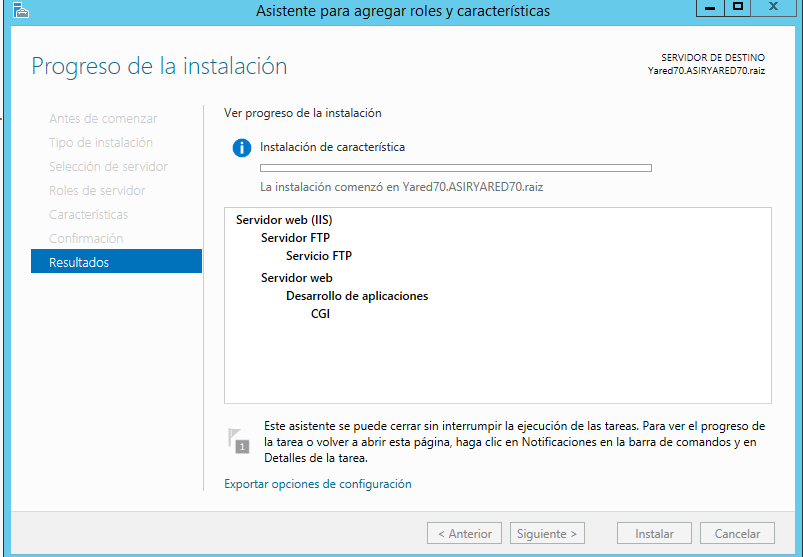 Asistente para agregar roles y características
Progreso de la instalación
SERVIDOR DE DESTINO
Yared70.ASIRYARED70.raiz
Antes de comenzar
Tipo de instalación
Selección de servidor
Roles de servidor
Características
Confirmación
Resultados
Ver progreso de la instalación
Instalación de característica
La instalación comenzó en Yared70.ASIRYARED70.raiz
Servidor web (IIS)
Servidor FTP
Servicio FTP
Servidor web
Desarrollo de aplicaciones
CGI
1
Este asistente se puede cerrar sin interrumpir la ejecución de las tareas. Para ver el progreso de
la tarea o volver a abrir esta página, haga clic en Notificaciones en la barra de comandos y en
Detalles de la tarea.
Exportar opciones de configuración
< Anterior
Siguiente >
Instalar
Cancelar